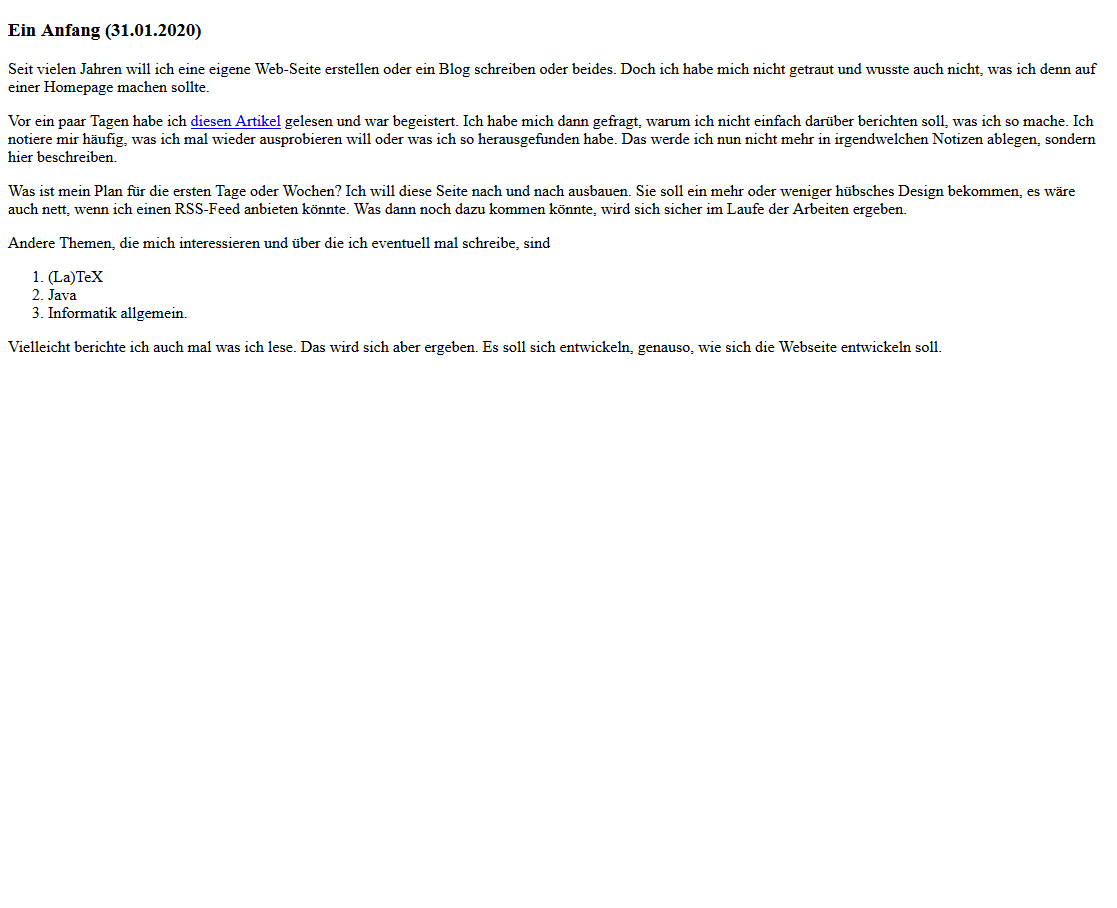 Ein Anfang (31.01.2020)
Seit vielen Jahren will ich eine eigene Web-Seite erstellen oder ein Blog schreiben oder beides. Doch ich habe mich nicht getraut und wusste auch nicht, was ich denn auf
einer Homepage machen sollte.
Vor ein paar Tagen habe ich diesen Artikel gelesen und war begeistert. Ich habe mich dann gefragt, warum ich nicht einfach darüber berichten soll, was ich so mache. Ich
notiere mir häufig, was ich mal wieder ausprobieren will oder was ich so herausgefunden habe. Das werde ich nun nicht mehr in irgendwelchen Notizen ablegen, sondern
hier beschreiben.
Was ist mein Plan für die ersten Tage oder Wochen? Ich will diese Seite nach und nach ausbauen. Sie soll ein mehr oder weniger hübsches Design bekommen, es wäre
auch nett, wenn ich einen RSS-Feed anbieten könnte. Was dann noch dazu kommen könnte, wird sich sicher im Laufe der Arbeiten ergeben.
Andere Themen, die mich interessieren und über die ich eventuell mal schreibe, sind
1. (La)TeX
2. Java
3. Informatik allgemein.
Vielleicht berichte ich auch mal was ich lese. Das wird sich aber ergeben. Es soll sich entwickeln, genauso, wie sich die Webseite entwickeln soll.